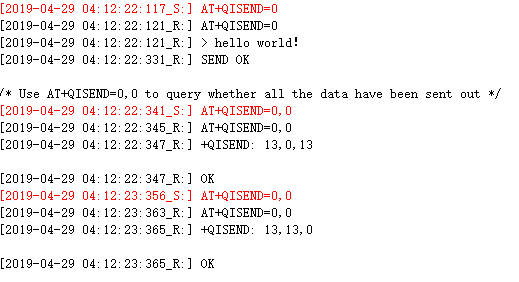 [2019-04-29 04:12:22:117_S:] AT+QISEND=0
[2019-04-29 04:12:22:121_R:] AT+QISEND=0
[2019-04-29 04:12:22:121_R:] > hello world!
[2019-04-29 04:12:22:331_R:] SEND OK
/* Use AT+QISEND=0,0 to query whether all the data have been sent out */
[2019-04-29 04:12:22:341_S:] AT+QISEND=0,0
[2019-04-29 04:12:22:345_R:] AT+QISEND=0,0
[2019-04-29 04:12:22:347_R:] +QISEND: 13,0,13
[2019-04-29 04:12:22:347_R:] OK
[2019-04-29 04:12:23:356_S:] AT+QISEND=0,0
[2019-04-29 04:12:23:363_R:] AT+QISEND=0,0
[2019-04-29 04:12:23:365_R:] +QISEND: 13,13,0
[2019-04-29 04:12:23:365_R:] OK